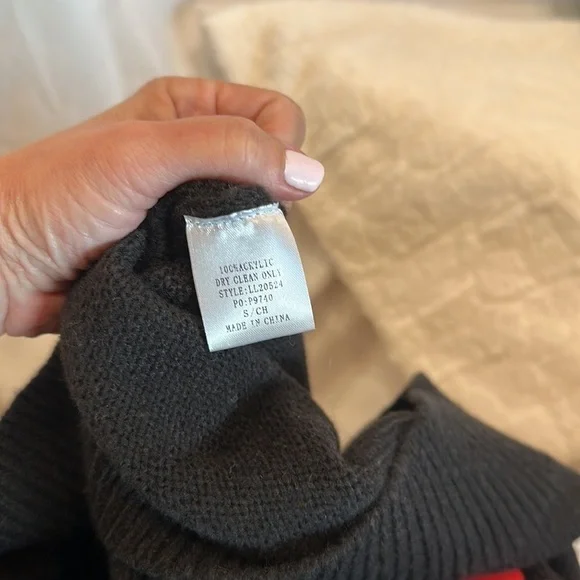 100%ACRYLIC
DRY CLEAN ONLY
STYLE:LL20524
PO:P9740
S/CH
MADE IN CHINA